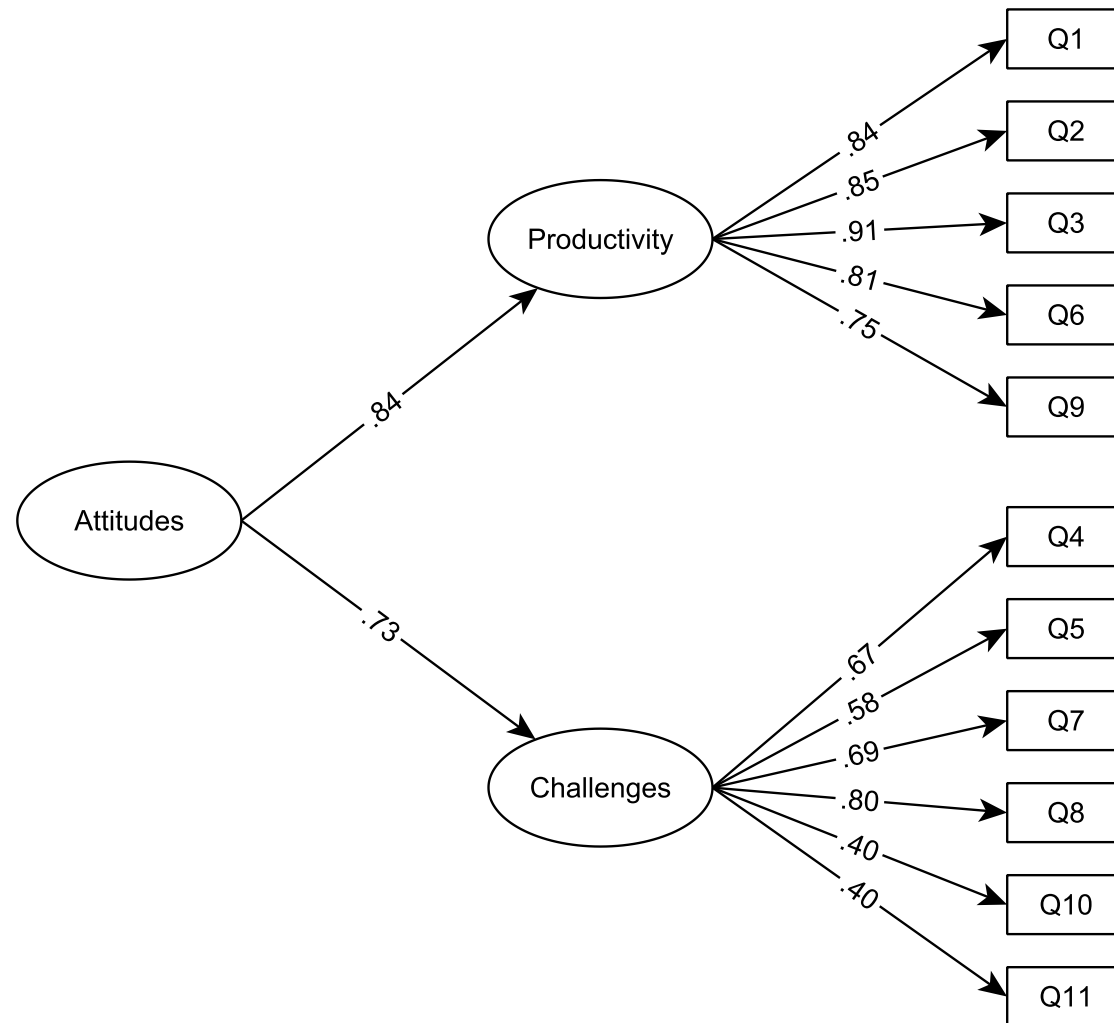 Q1
.84
Q2
.85
Q3
.91
Productivity
Q6
.81
.75
Q9
.84
Attitudes
Q4
.73
.67
Q5
.58
Q7
.69
Challenges
.80
Q8
.40
Q10
.40
Q11